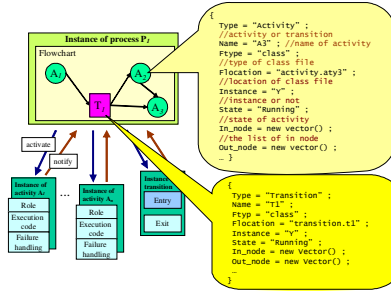 Instance of process P₁
Flowchart
A₁
A₂
T₁
A₃
activate
notify
Instance of activity A₁
Role
Execution code
Failure handling
...
Instance of activity Aₙ
Role
Execution code
Failure handling
Instance transition
Entry
Exit
{
Type = "Activity" ;
//activity or transition
Name = "A3" ; //name of activity
Ftyp = "class" ;
//type of class file
Flocation = "activity.aty3" ;
//location of class file
Instance = "Y" ;
//instance or not
State = "Running" ;
//state of activity
In_node = new vector() ;
//the list of in node
Out_node = new vector() ;
… }
{
Type = "Transition" ;
Name = "T1" ;
Ftyp = "class" ;
Flocation = "transition.t1" ;
Instance = "Y" ;
State = "Running" ;
In_node = new Vector() ;
Out_node = new Vector() ;
…
}